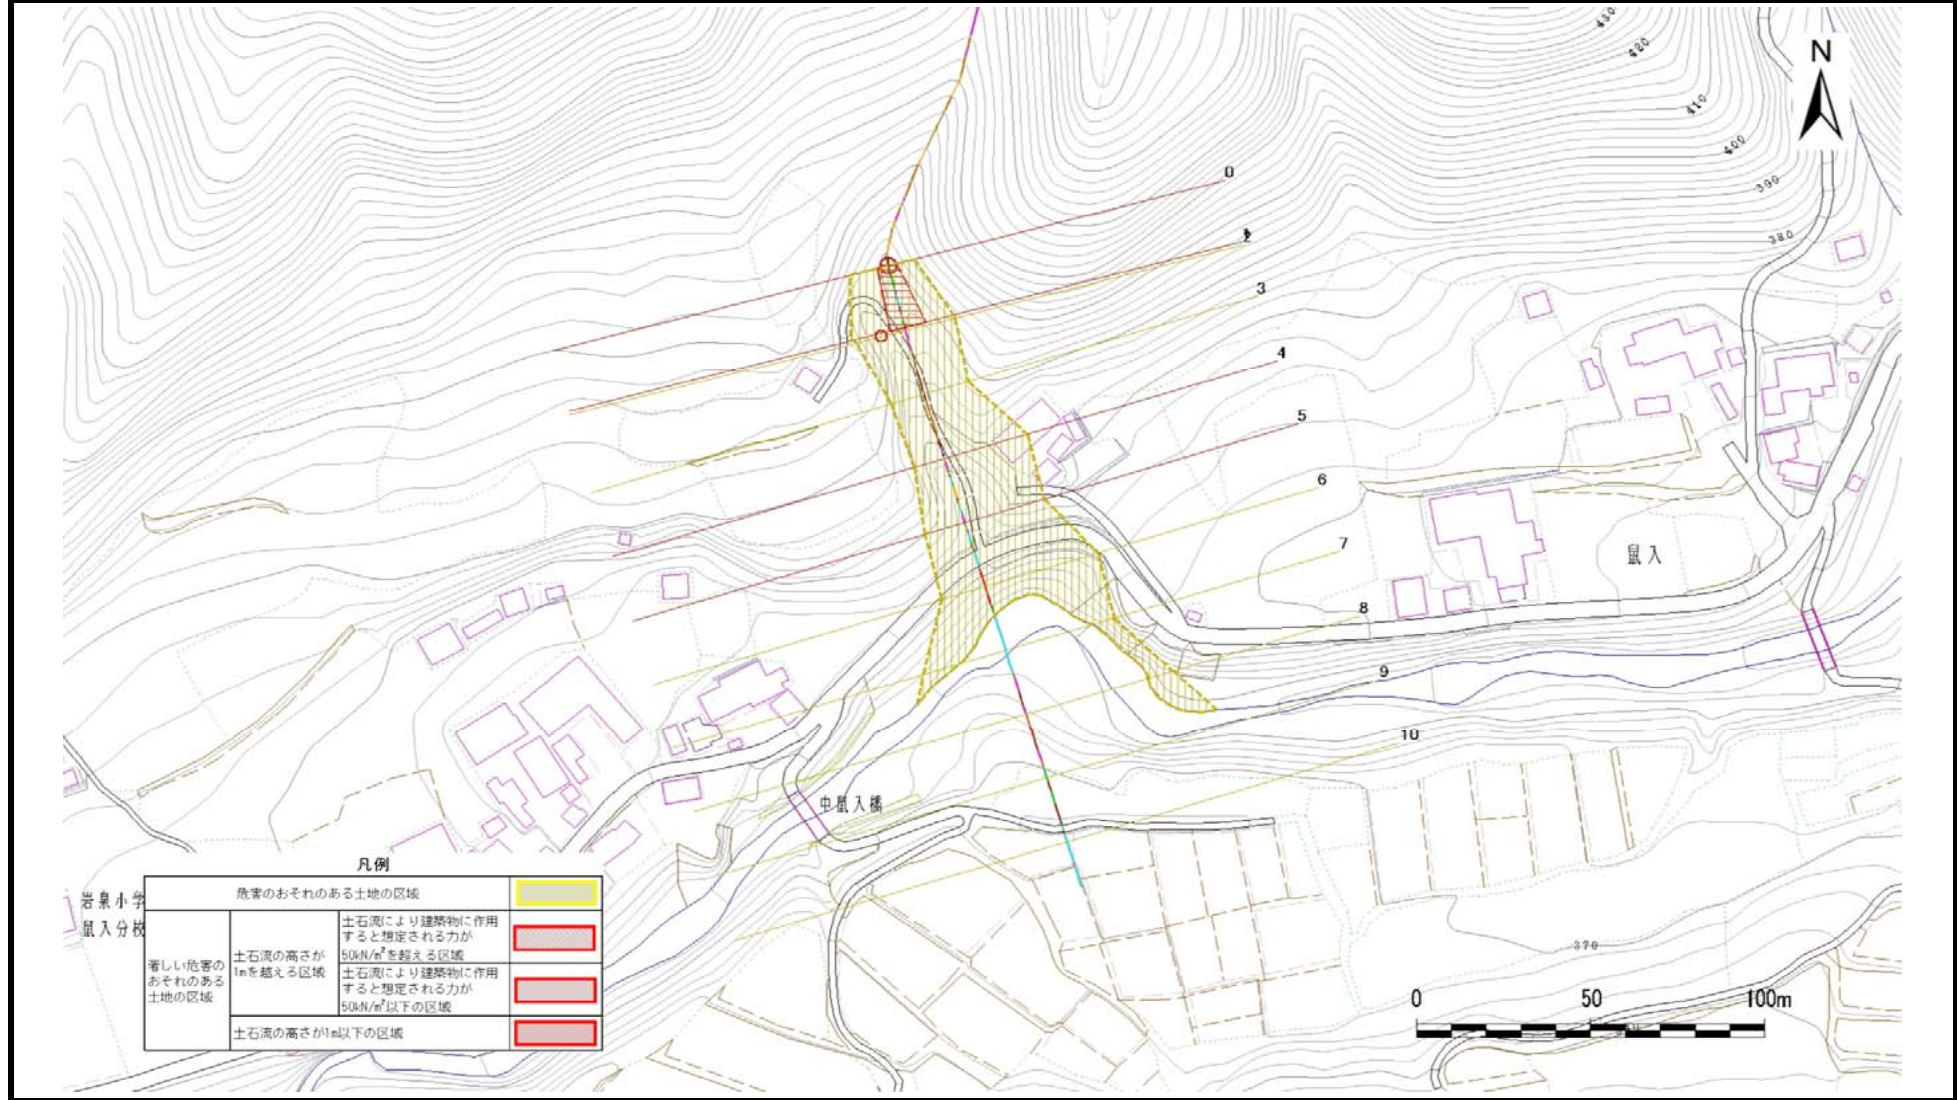 430
420
N
410
400
390
380
0
2
3
4
5
6
7
8
9
10
鼠入
中鼠入橋
岩泉小学
鼠入分校
370
凡例
危害のおそれのある土地の区域
著しい危害の
おそれのある
土地の区域
土石流の高さが
1mを越える区域
土石流により建築物に作用
すると想定される力が
50kN/㎡を超える区域
土石流により建築物に作用
すると想定される力が
50kN/㎡以下の区域
土石流の高さが1m以下の区域
0 50 100m